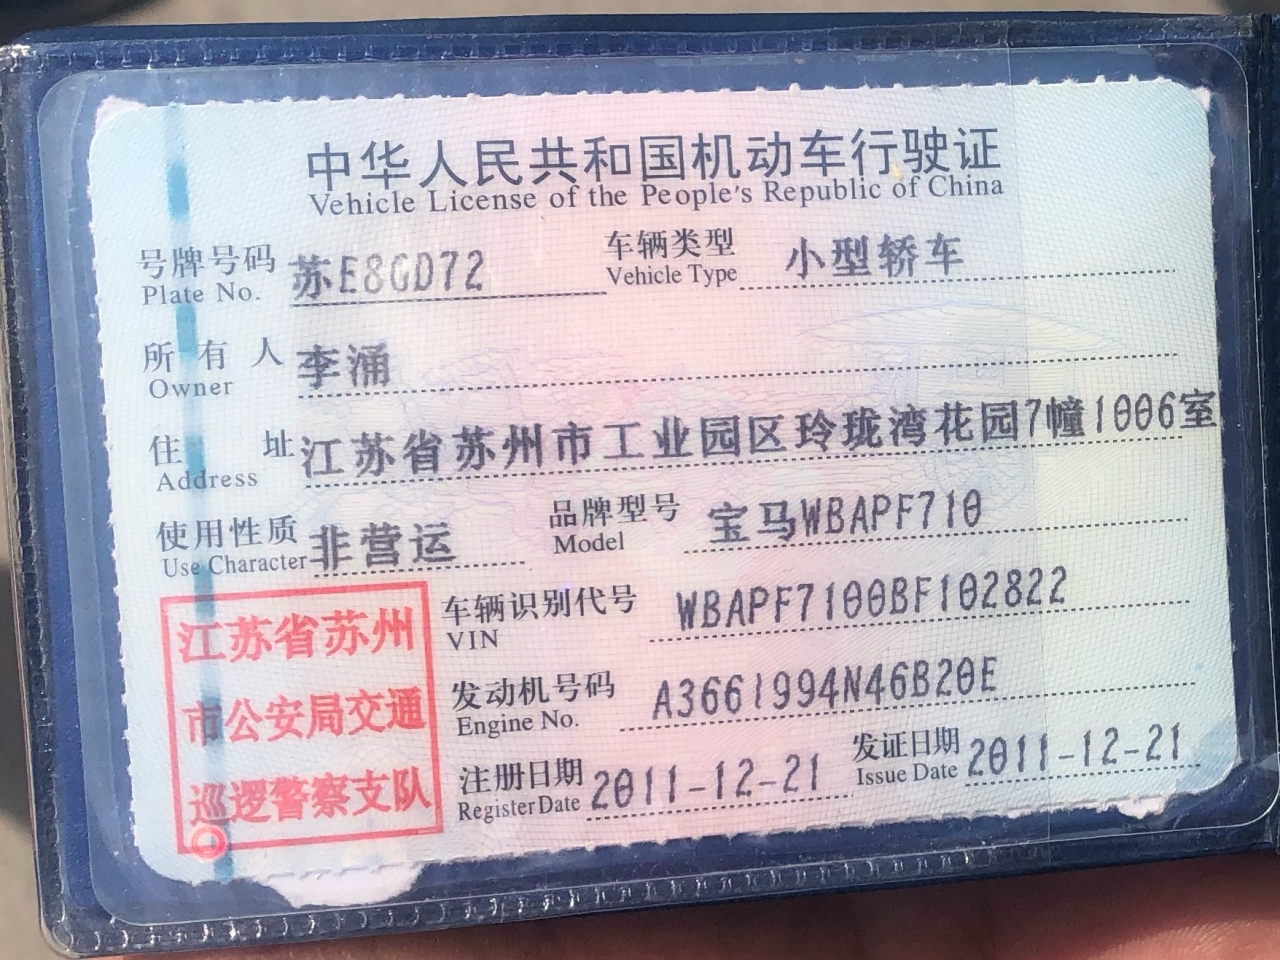 中华人民共和国机动车行驶证
Vehicle License of the People's Republic of China
号牌号码 苏E8GD72 车辆类型 小型轿车
Plate No. Vehicle Type
所有人 李涌
Owner
住址 江苏省苏州市工业园区玲珑湾花园7幢1006室
Address
使用性质 非营运 品牌型号 宝马WBAPF710
Use Character Model
车辆识别代号 WBAPF7100BF102822
VIN
发动机号码 A3661994N46B20E
Engine No.
注册日期 2011-12-21 发证日期 2011-12-21
Register Date Issue Date
江苏省苏州
市公安局交通
巡逻警察支队